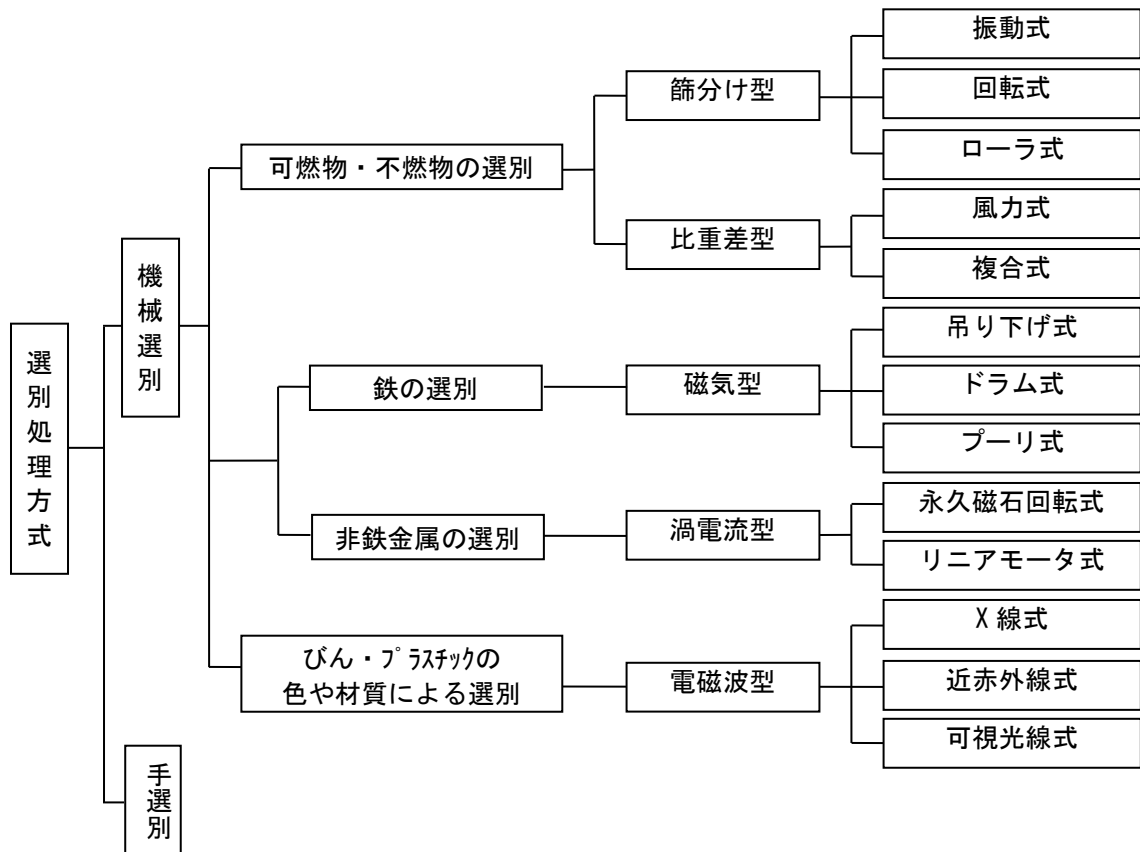 選別処理方式
機械選別
可燃物・不燃物の選別
篩分け型
振動式
回転式
ローラ式
比重差型
風力式
複合式
鉄の選別
磁気型
吊り下げ式
ドラム式
プーリ式
非鉄金属の選別
渦電流型
永久磁石回転式
リニアモータ式
びん・ﾌﾟﾗｽﾁｯｸの
色や材質による選別
電磁波型
X 線式
近赤外線式
可視光線式
手選別